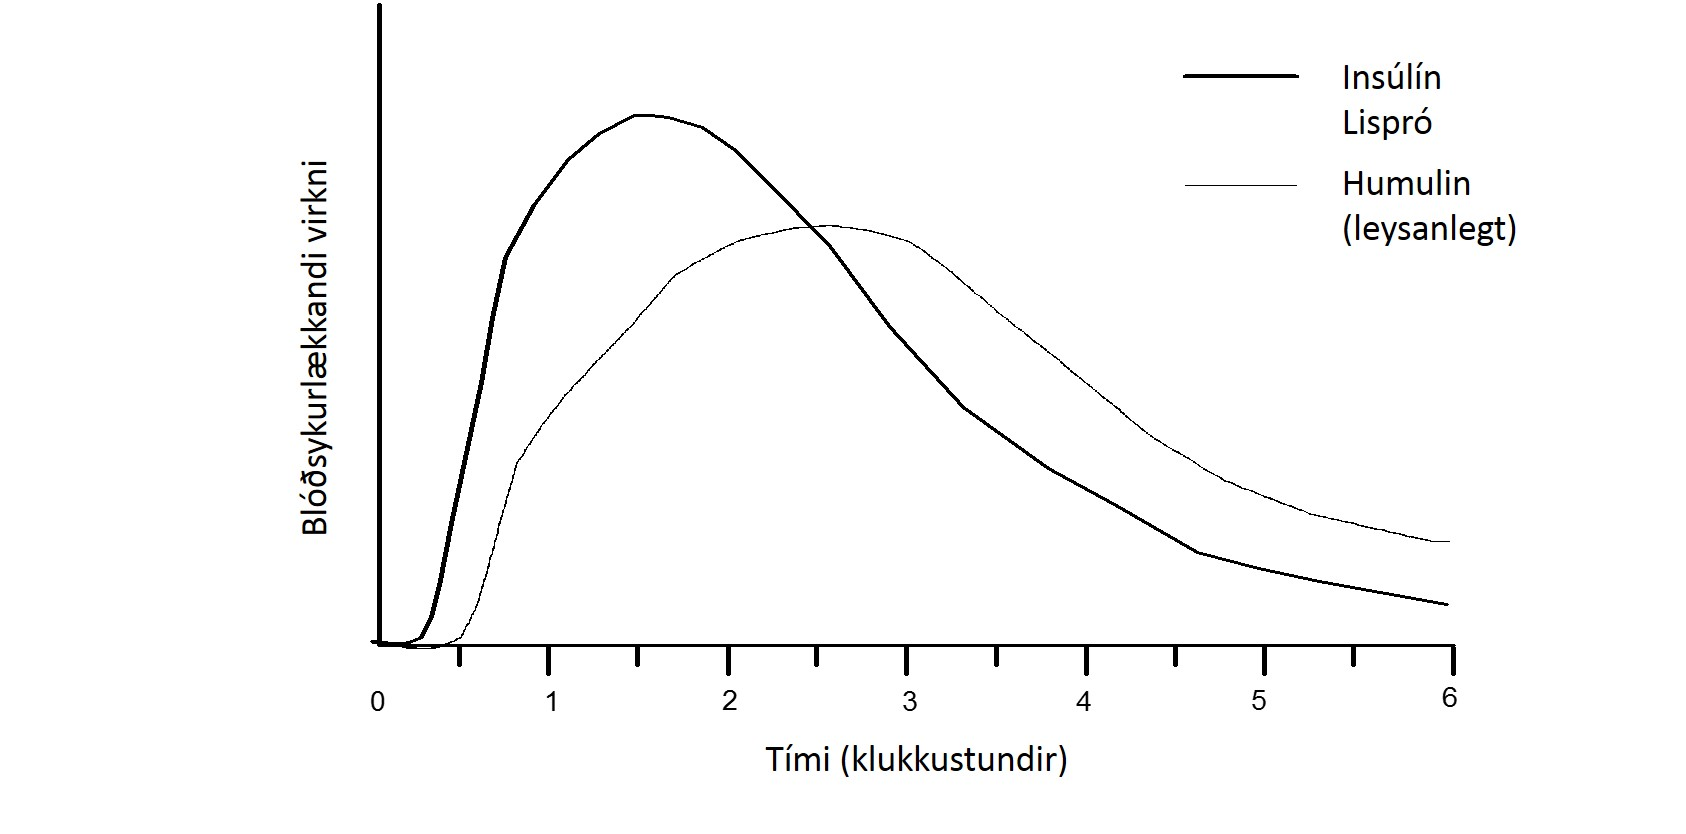 Insúlín
Lispró
Humulin
(leysanlegt)
Blóðsykurlækkandi virkni
0 1 2 3 4 5 6
Tími (klukkustundir)